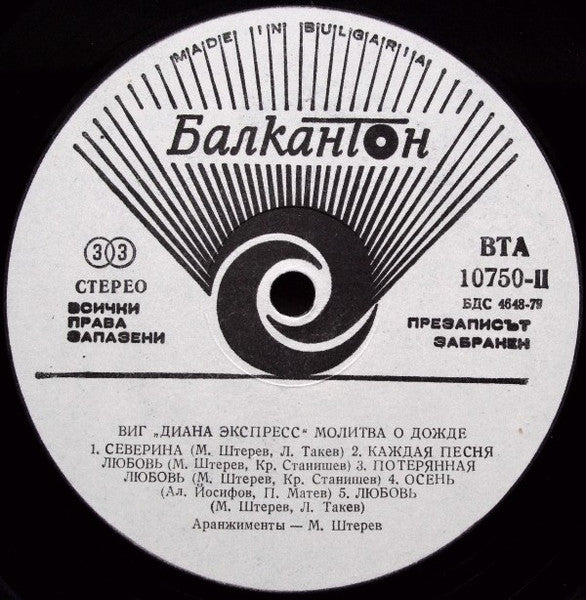 MADE IN BULGARIA
Балкантон
33
СТЕРЕО
ВСИЧКИ
ПРАВА
ЗАПАЗЕНИ
ВТА
10750-II
БДС 4648-79
ПРЕЗАПИСЪТ
ЗАБРАНЕН
ВИГ „ДИАНА ЭКСПРЕСС“ МОЛИТВА О ДОЖДЕ
1. СЕВЕРИНА (М. Штерев, Л. Такев) 2. КАЖДАЯ ПЕСНЯ
ЛЮБОВЬ (М. Штерев, Кр. Станишев) 3. ПОТЕРЯННАЯ
ЛЮБОВЬ (М. Штерев, Кр. Станишев) 4. ОСЕНЬ
(Ал. Йосифов, П. Матев) 5. ЛЮБОВЬ
(М. Штерев, Л. Такев)
Аранжименты — М. Штерев